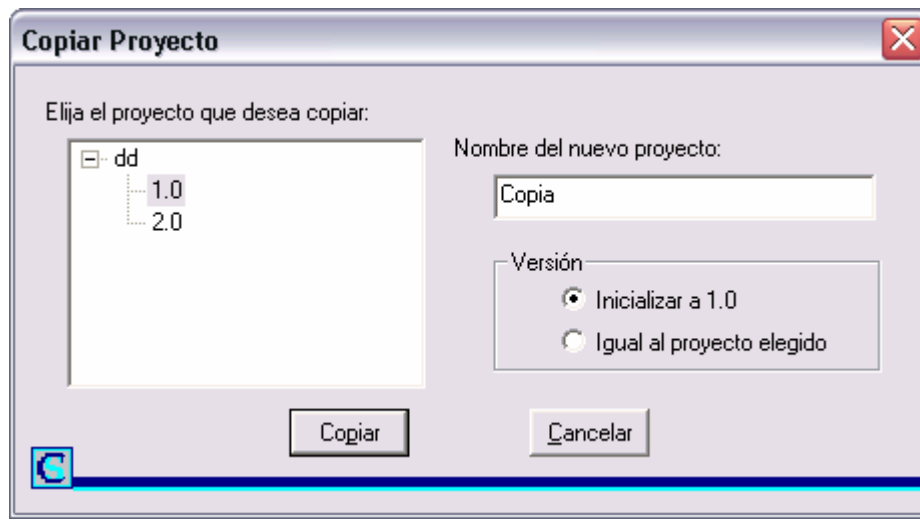 Copiar Proyecto
Elija el proyecto que desea copiar:
dd
1.0
2.0
Nombre del nuevo proyecto:
Copia
Versión
Inicializar a 1.0
Igual al proyecto elegido
Copiar
Cancelar
CS